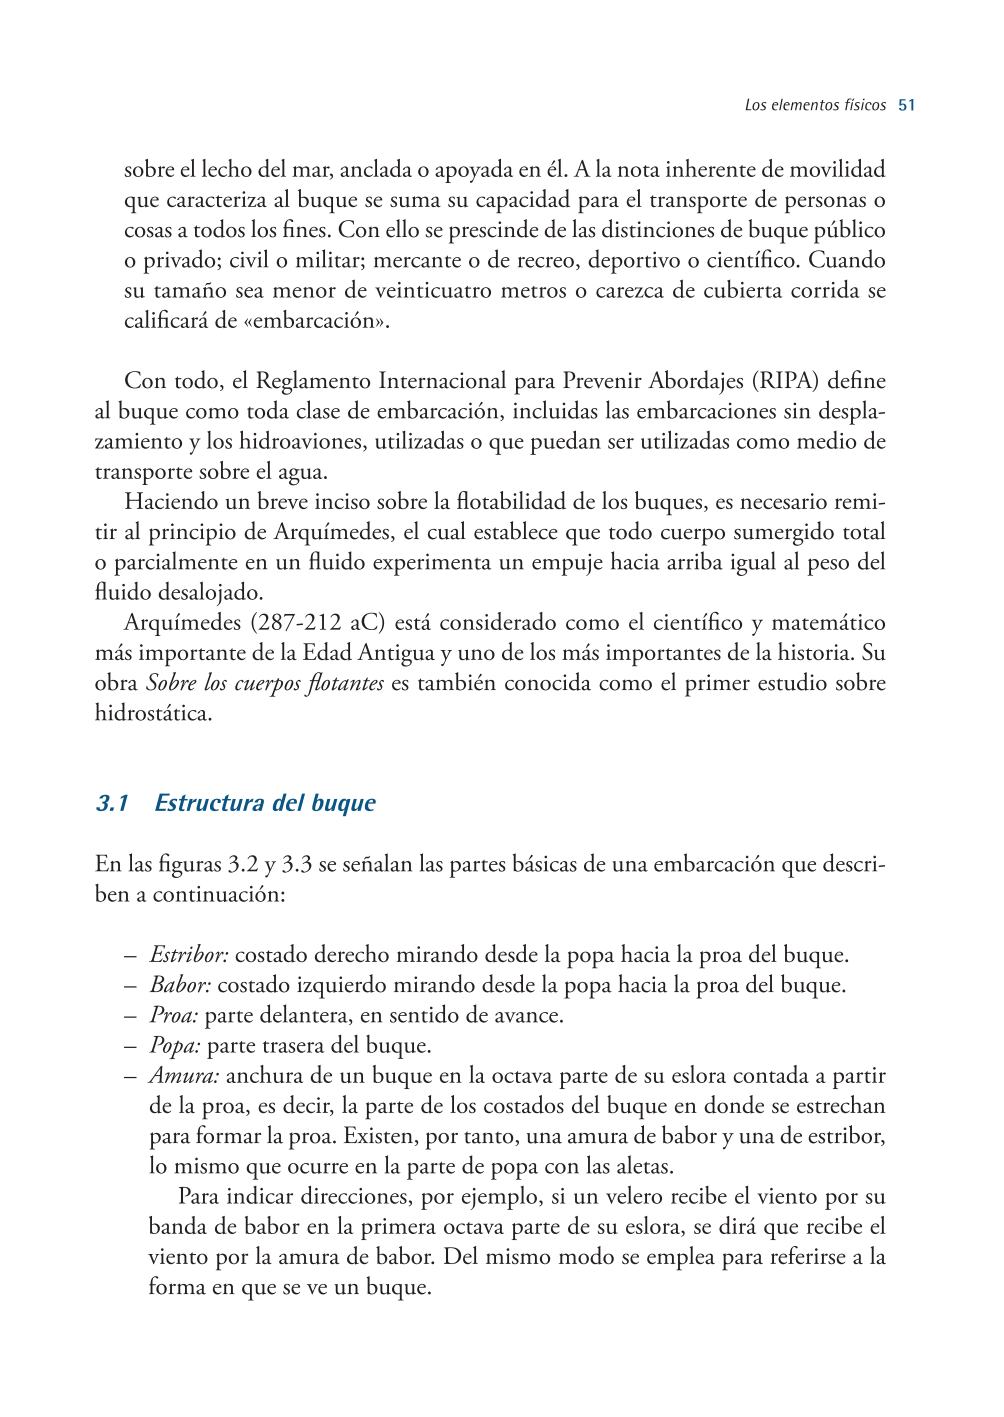 Los elementos físicos 51
sobre el lecho del mar, anclada o apoyada en él. A la nota inherente de movilidad
que caracteriza al buque se suma su capacidad para el transporte de personas o
cosas a todos los fines. Con ello se prescinde de las distinciones de buque público
o privado; civil o militar; mercante o de recreo, deportivo o científico. Cuando
su tamaño sea menor de veinticuatro metros o carezca de cubierta corrida se
calificará de «embarcación».
Con todo, el Reglamento Internacional para Prevenir Abordajes (RIPA) define
al buque como toda clase de embarcación, incluidas las embarcaciones sin despla-
zamiento y los hidroaviones, utilizadas o que puedan ser utilizadas como medio de
transporte sobre el agua.
Haciendo un breve inciso sobre la flotabilidad de los buques, es necesario remi-
tir al principio de Arquímedes, el cual establece que todo cuerpo sumergido total
o parcialmente en un fluido experimenta un empuje hacia arriba igual al peso del
fluido desalojado.
Arquímedes (287-212 aC) está considerado como el científico y matemático
más importante de la Edad Antigua y uno de los más importantes de la historia. Su
obra Sobre los cuerpos flotantes es también conocida como el primer estudio sobre
hidrostática.
3.1 Estructura del buque
En las figuras 3.2 y 3.3 se señalan las partes básicas de una embarcación que descri-
ben a continuación:
– Estribor: costado derecho mirando desde la popa hacia la proa del buque.
– Babor: costado izquierdo mirando desde la popa hacia la proa del buque.
– Proa: parte delantera, en sentido de avance.
– Popa: parte trasera del buque.
– Amura: anchura de un buque en la octava parte de su eslora contada a partir
de la proa, es decir, la parte de los costados del buque en donde se estrechan
para formar la proa. Existen, por tanto, una amura de babor y una de estribor,
lo mismo que ocurre en la parte de popa con las aletas.
Para indicar direcciones, por ejemplo, si un velero recibe el viento por su
banda de babor en la primera octava parte de su eslora, se dirá que recibe el
viento por la amura de babor. Del mismo modo se emplea para referirse a la
forma en que se ve un buque.